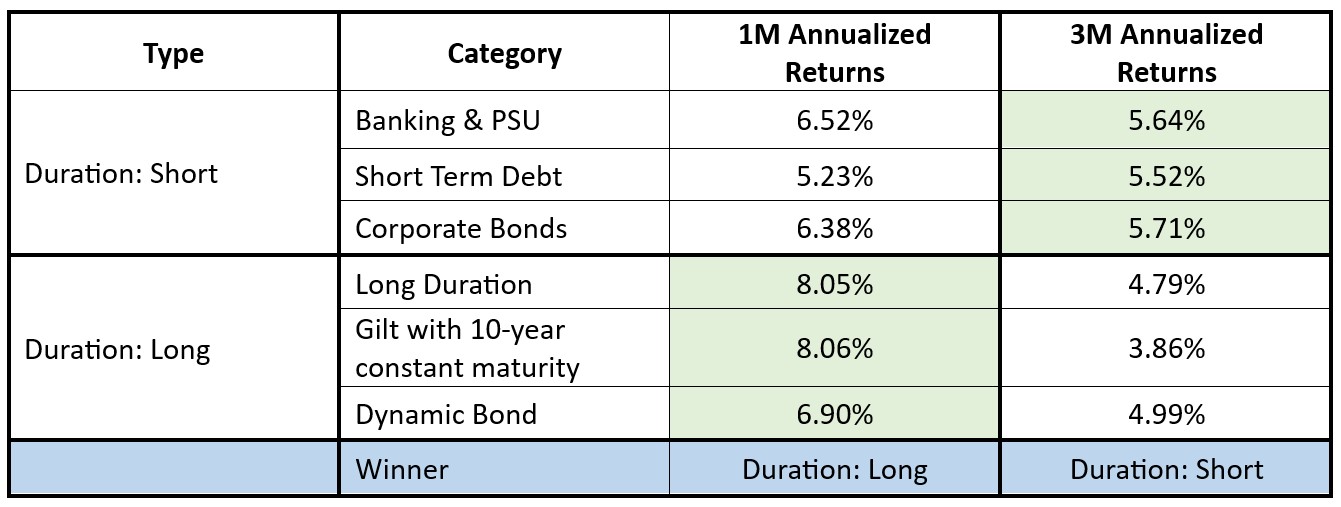 Type Category 1M Annualized Returns 3M Annualized Returns
Duration: Short
Banking & PSU 6.52% 5.64%
Short Term Debt 5.23% 5.52%
Corporate Bonds 6.38% 5.71%
Duration: Long
Long Duration 8.05% 4.79%
Gilt with 10-year constant maturity 8.06% 3.86%
Dynamic Bond 6.90% 4.99%
Winner Duration: Long Duration: Short